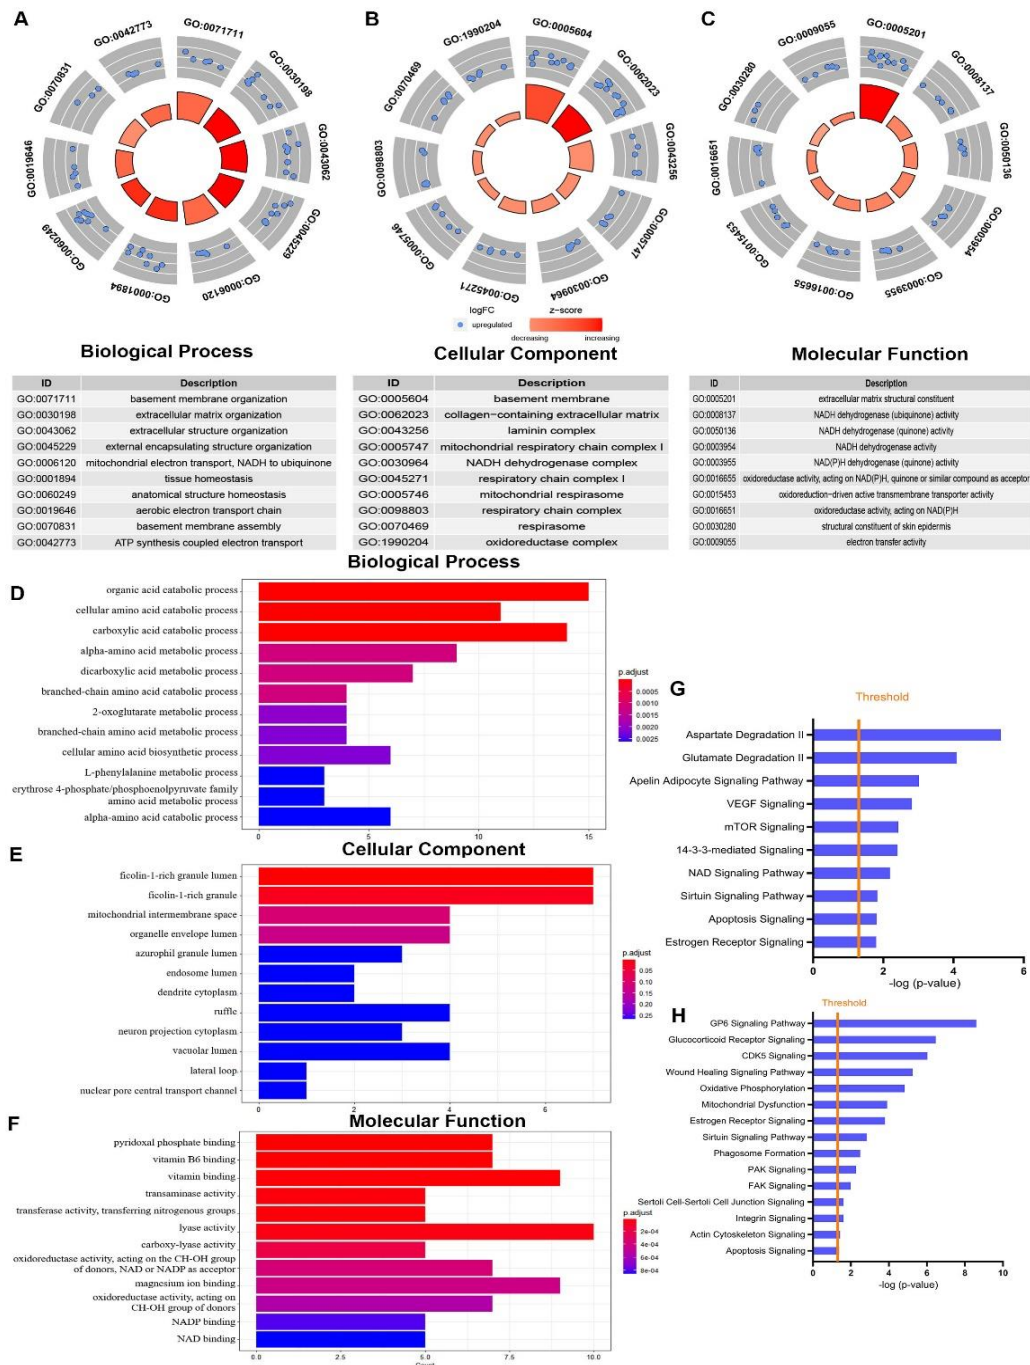 A
B
C
GO:0042773
GO:0071711
GO:0030198
GO:0043062
GO:0045229
GO:0006120
GO:0001894
GO:0060249
GO:0019646
GO:0070831
GO:1990204
GO:0005604
GO:0062023
GO:0043256
GO:0005747
GO:0030964
GO:0045271
GO:0005746
GO:0098803
GO:0070469
GO:0009055
GO:0005201
GO:0008137
GO:0050136
GO:0003954
GO:0003955
GO:0016655
GO:0015453
GO:0016651
GO:0030280
logFC
z-score
upregulated
decreasing increasing
Biological Process
Cellular Component
Molecular Function
ID Description
GO:0071711 basement membrane organization
GO:0030198 extracellular matrix organization
GO:0043062 extracellular structure organization
GO:0045229 external encapsulating structure organization
GO:0006120 mitochondrial electron transport, NADH to ubiquinone
GO:0001894 tissue homeostasis
GO:0060249 anatomical structure homeostasis
GO:0019646 aerobic electron transport chain
GO:0070831 basement membrane assembly
GO:0042773 ATP synthesis coupled electron transport
ID Description
GO:0005604 basement membrane
GO:0062023 collagen−containing extracellular matrix
GO:0043256 laminin complex
GO:0005747 mitochondrial respiratory chain complex I
GO:0030964 NADH dehydrogenase complex
GO:0045271 respiratory chain complex I
GO:0005746 mitochondrial respirasome
GO:0098803 respiratory chain complex
GO:0070469 respirasome
GO:1990204 oxidoreductase complex
ID Description
GO:0005201 extracellular matrix structural constituent
GO:0008137 NADH dehydrogenase (ubiquinone) activity
GO:0050136 NADH dehydrogenase (quinone) activity
GO:0003954 NADH dehydrogenase activity
GO:0003955 NAD(P)H dehydrogenase (quinone) activity
GO:0016655 oxidoreductase activity, acting on NAD(P)H, quinone or similar compound as acceptor
GO:0015453 oxidoreduction−driven active transmembrane transporter activity
GO:0016651 oxidoreductase activity, acting on NAD(P)H
GO:0030280 structural constituent of skin epidermis
GO:0009055 electron transfer activity
Biological Process
D
organic acid catabolic process
cellular amino acid catabolic process
carboxylic acid catabolic process
alpha-amino acid metabolic process
dicarboxylic acid metabolic process
branched-chain amino acid catabolic process
2-oxoglutarate metabolic process
branched-chain amino acid metabolic process
cellular amino acid biosynthetic process
L-phenylalanine metabolic process
erythrose 4-phosphate/phosphoenolpyruvate family
amino acid metabolic process
alpha-amino acid catabolic process
0 5 10 15
p.adjust
0.0005
0.0010
0.0015
0.0020
0.0025
E
Cellular Component
ficolin-1-rich granule lumen
ficolin-1-rich granule
mitochondrial intermembrane space
organelle envelope lumen
azurophil granule lumen
endosome lumen
dendrite cytoplasm
ruffle
neuron projection cytoplasm
vacuolar lumen
lateral loop
nuclear pore central transport channel
0 2 4 6
p.adjust
0.05
0.10
0.15
0.20
0.25
F
Molecular Function
pyridoxal phosphate binding
vitamin B6 binding
vitamin binding
transaminase activity
transferase activity, transferring nitrogenous groups
lyase activity
carboxy-lyase activity
oxidoreductase activity, acting on the CH-OH group
of donors, NAD or NADP as acceptor
magnesium ion binding
oxidoreductase activity, acting on
CH-OH group of donors
NADP binding
NAD binding
0.0 2.5 5.0 7.5 10.0
Count
p.adjust
2e-04
4e-04
6e-04
8e-04
G
Threshold
Aspartate Degradation II
Glutamate Degradation II
Apelin Adipocyte Signaling Pathway
VEGF Signaling
mTOR Signaling
14-3-3-mediated Signaling
NAD Signaling Pathway
Sirtuin Signaling Pathway
Apoptosis Signaling
Estrogen Receptor Signaling
0 2 4 6
-log (p-value)
H
Threshold
GP6 Signaling Pathway
Glucocorticoid Receptor Signaling
CDK5 Signaling
Wound Healing Signaling Pathway
Oxidative Phosphorylation
Mitochondrial Dysfunction
Estrogen Receptor Signaling
Sirtuin Signaling Pathway
Phagosome Formation
PAK Signaling
FAK Signaling
Sertoli Cell-Sertoli Cell Junction Signaling
Integrin Signaling
Actin Cytoskeleton Signaling
Apoptosis Signaling
0 2 4 6 8 10
-log (p-value)